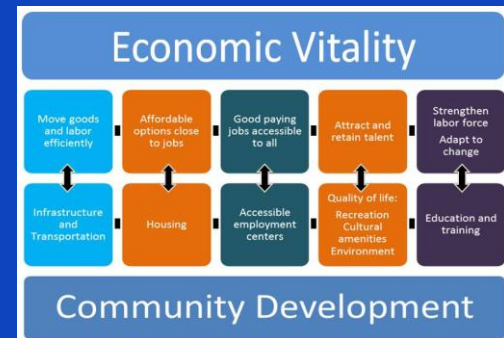 Economic Vitality
Move goods
and labor
efficiently
Affordable
options close
to jobs
Good paying
jobs accessible
to all
Attract and
retain talent
Strengthen
labor force
Adapt to
change
Infrastructure
and
Transportation
Housing
Accessible
employment
centers
Quality of life:
Recreation
Cultural
amenities
Environment
Education and
training
Community Development